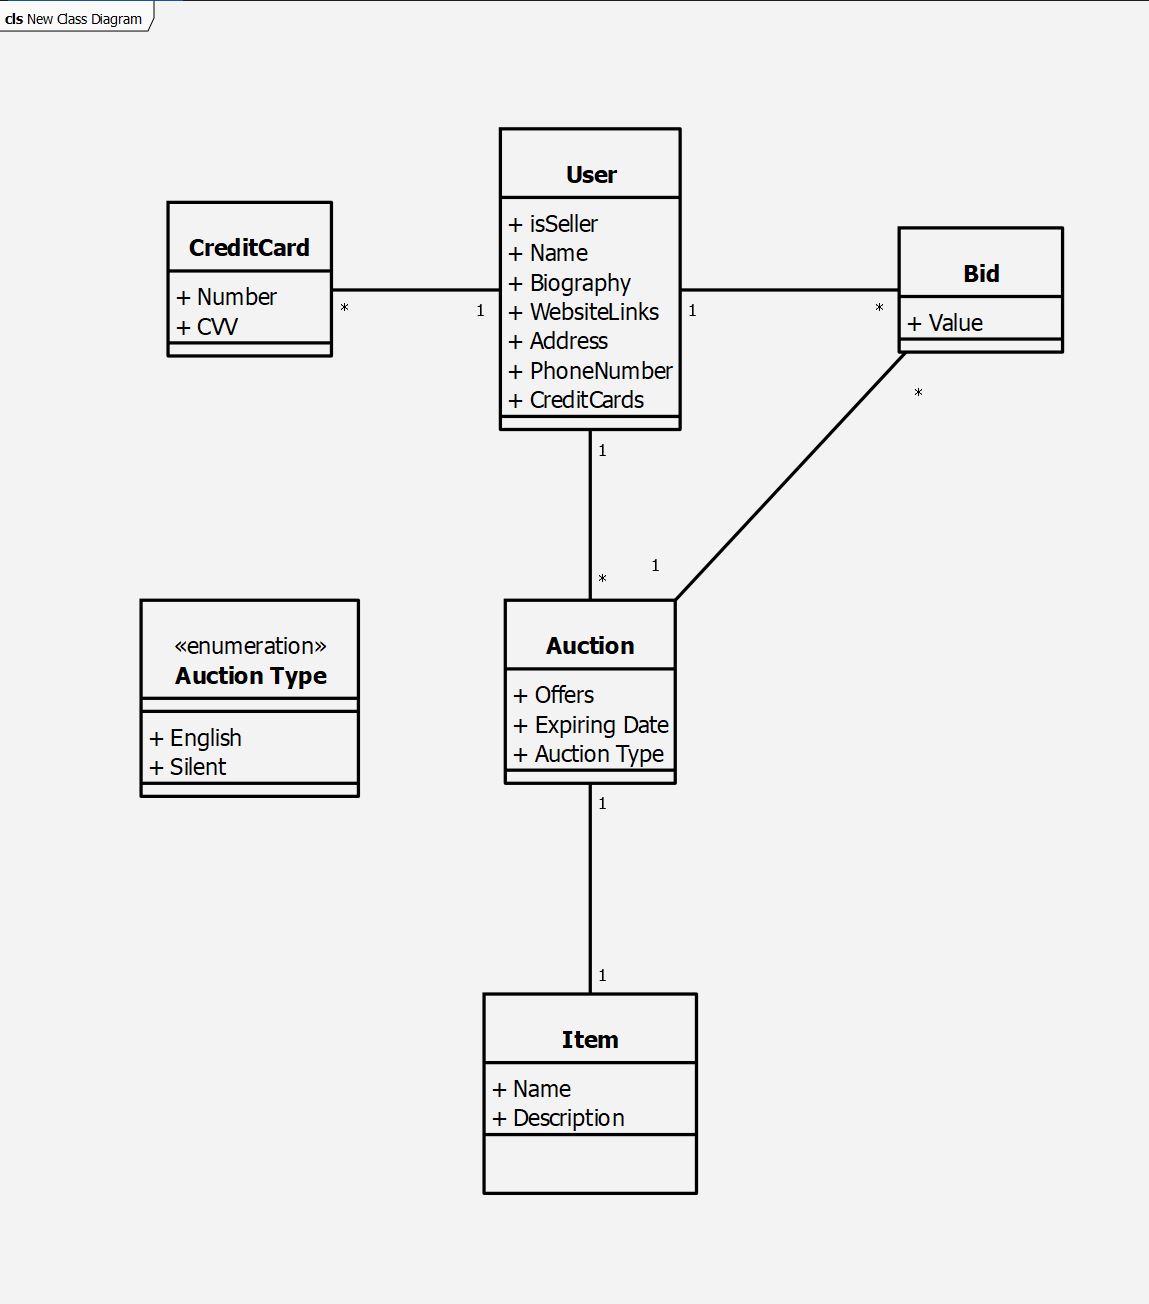 cls New Class Diagram
User
+ isSeller
+ Name
+ Biography
+ WebsiteLinks
+ Address
+ PhoneNumber
+ CreditCards
CreditCard
+ Number
+ CVV
*
1
1
*
Bid
+ Value
*
1
*
1
«enumeration»
Auction Type
+ English
+ Silent
Auction
+ Offers
+ Expiring Date
+ Auction Type
1
1
Item
+ Name
+ Description